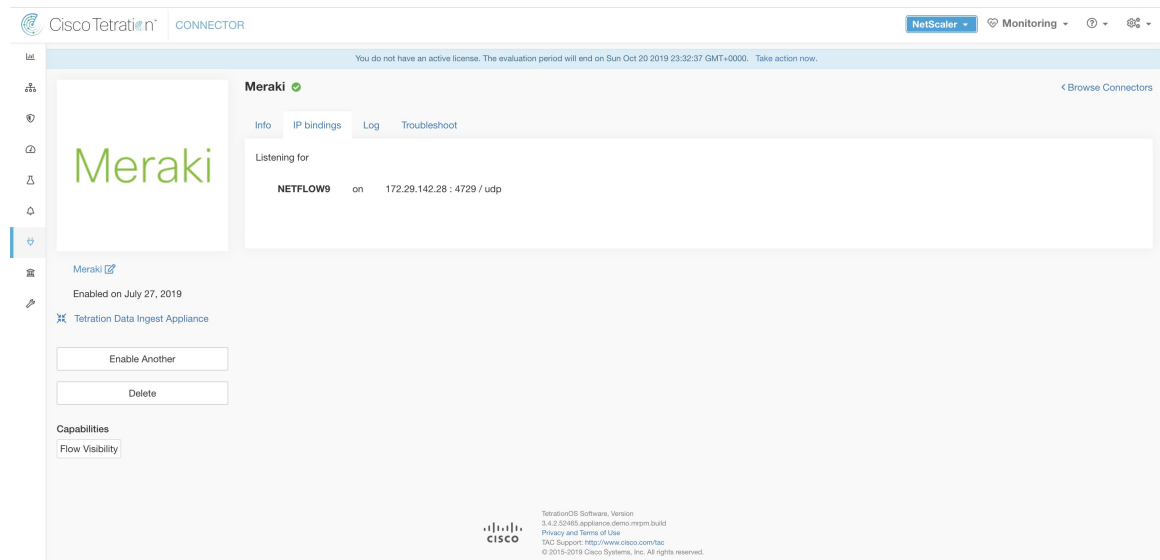 Cisco Tetration™ CONNECTOR NetScaler Monitoring
You do not have an active license. The evaluation period will end on Sun Oct 20 2019 23:32:37 GMT+0000. Take action now.
Meraki < Browse Connectors
Info IP bindings Log Troubleshoot
Meraki
Listening for
NETFLOW9 on 172.29.142.28 : 4729 / udp
Meraki
Enabled on July 27, 2019
Tetration Data Ingest Appliance
Enable Another
Delete
Capabilities
Flow Visibility
CISCO
TetrationOS Software, Version
3.4.2.52465.appliance.demo.mrpm.build
Privacy and Terms of Use
TAC Support: http://www.cisco.com/tac
© 2015-2019 Cisco Systems, Inc. All rights reserved.